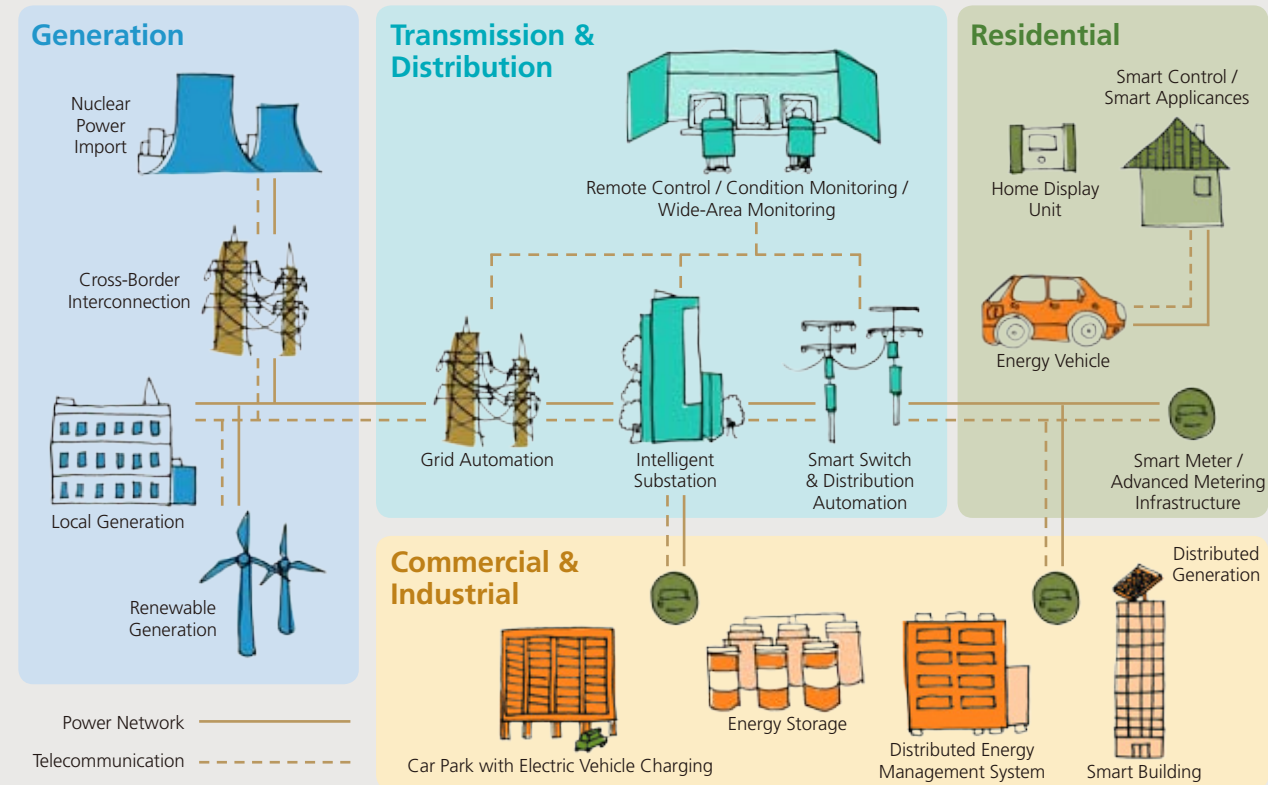 Generation
Nuclear
Power
Import
Cross-Border
Interconnection
Local Generation
Renewable
Generation
Power Network
Telecommunication
Transmission &
Distribution
Remote Control / Condition Monitoring /
Wide-Area Monitoring
Grid Automation
Intelligent
Substation
Smart Switch
& Distribution
Automation
Residential
Smart Control /
Smart Applicances
Home Display
Unit
Energy Vehicle
Smart Meter /
Advanced Metering
Infrastructure
Commercial &
Industrial
Car Park with Electric Vehicle Charging
Energy Storage
Distributed Energy
Management System
Distributed
Generation
Smart Building